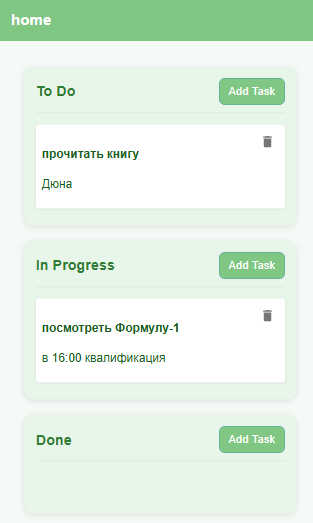 home
To Do
Add Task
прочитать книгу
Дюна
In Progress
Add Task
посмотреть Формулу-1
в 16:00 квалификация
Done
Add Task